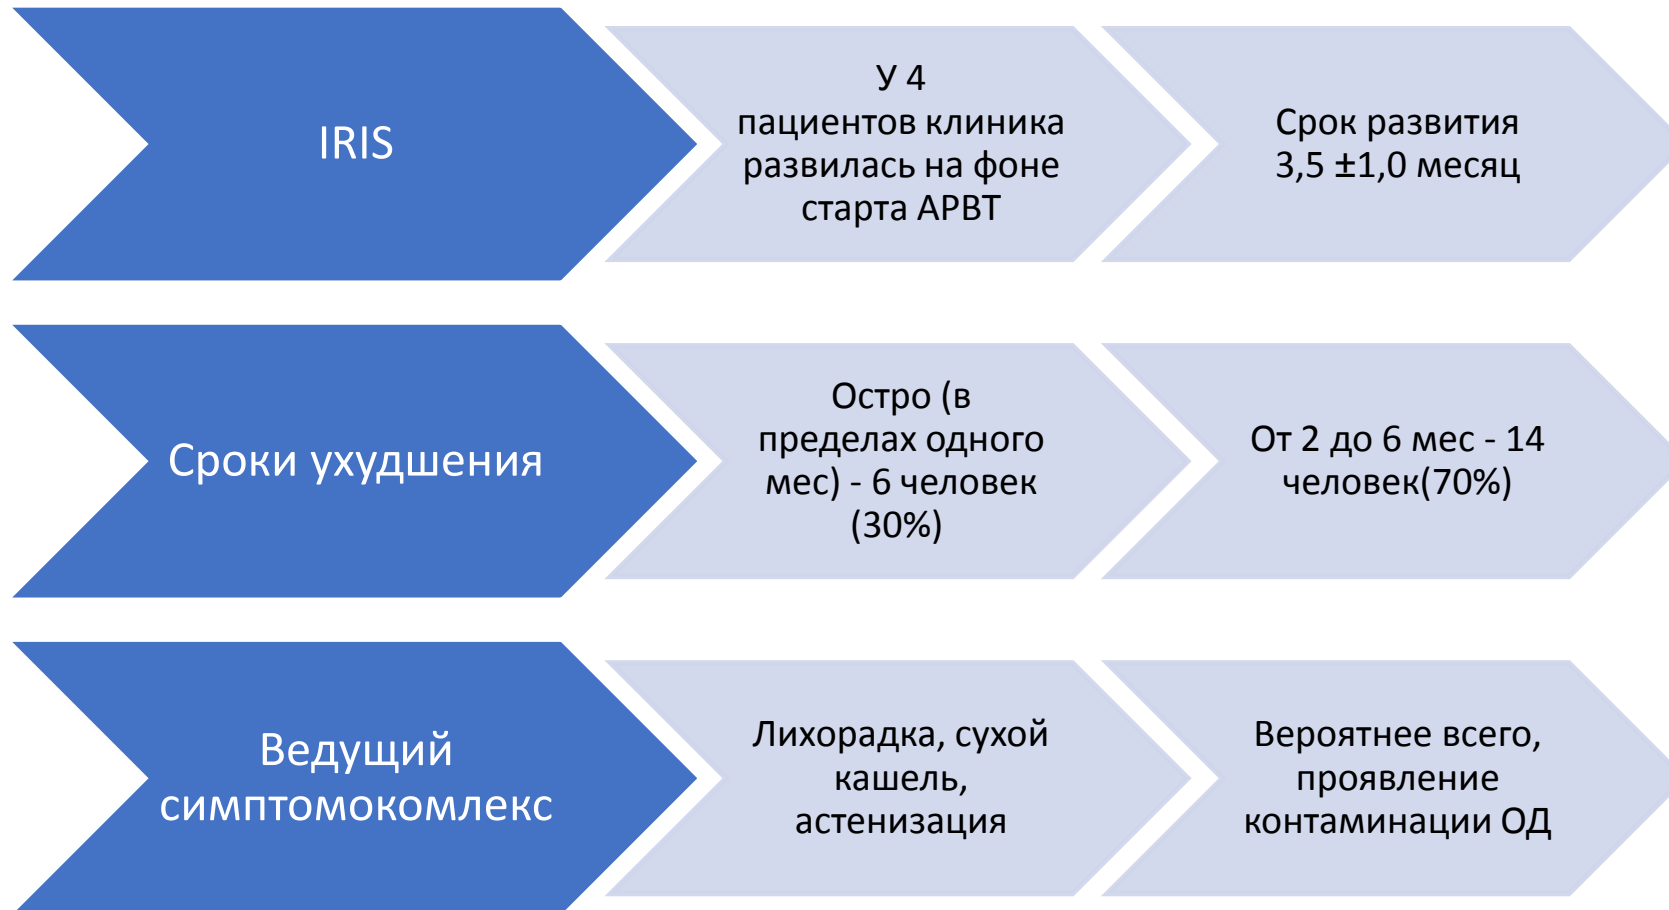 IRIS
У 4
пациентов клиника
развилась на фоне
старта АРВТ
Срок развития
3,5 ±1,0 месяц
Сроки ухудшения
Остро (в
пределах одного
мес) - 6 человек
(30%)
От 2 до 6 мес - 14
человек(70%)
Ведущий
симптомокомлекс
Лихорадка, сухой
кашель,
астенизация
Вероятнее всего,
проявление
контаминации ОД